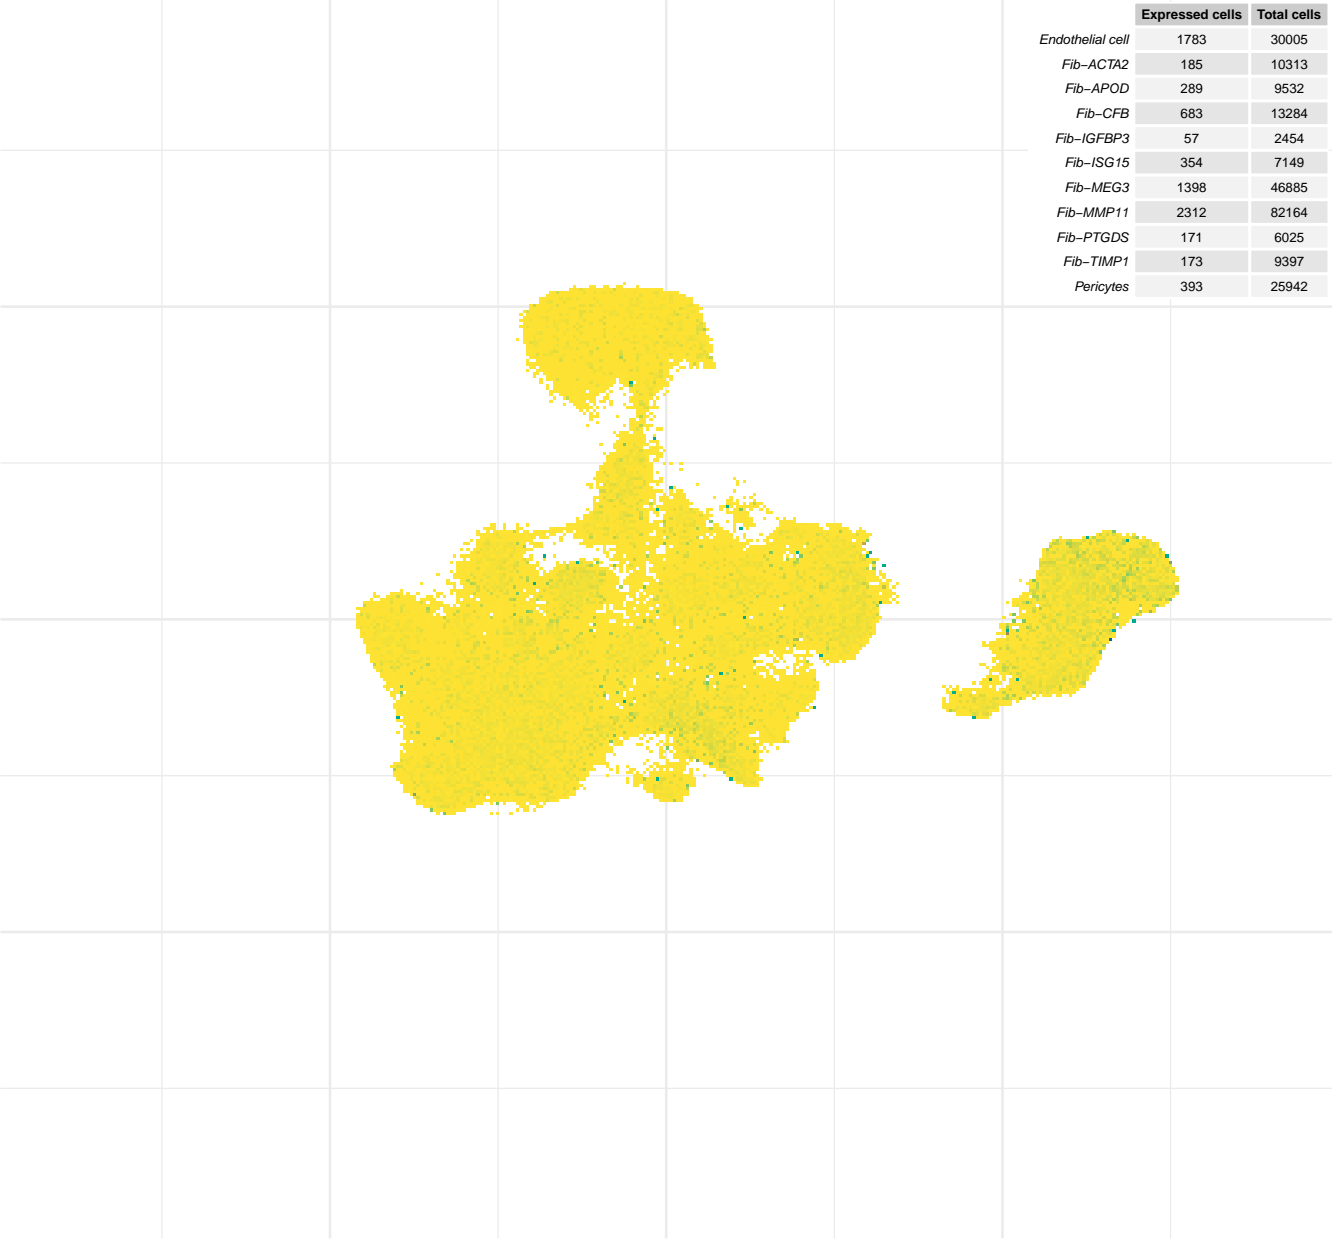 Expressed cells Total cells
Endothelial cell 1783 30005
Fib−ACTA2 185 10313
Fib−APOD 289 9532
Fib−CFB 683 13284
Fib−IGFBP3 57 2454
Fib−ISG15 354 7149
Fib−MEG3 1398 46885
Fib−MMP11 2312 82164
Fib−PTGDS 171 6025
Fib−TIMP1 173 9397
Pericytes 393 25942